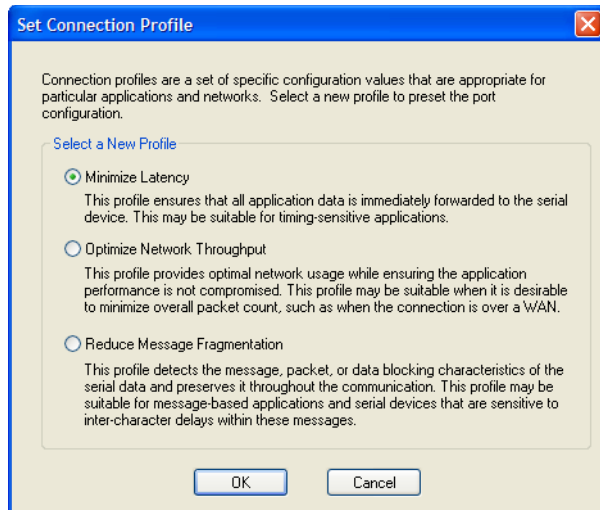 Set Connection Profile
Connection profiles are a set of specific configuration values that are appropriate for
particular applications and networks. Select a new profile to preset the port
configuration.
Select a New Profile
Minimize Latency
This profile ensures that all application data is immediately forwarded to the serial
device. This may be suitable for timing-sensitive applications.
Optimize Network Throughput
This profile provides optimal network usage while ensuring the application
performance is not compromised. This profile may be suitable when it is desirable
to minimize overall packet count, such as when the connection is over a WAN.
Reduce Message Fragmentation
This profile detects the message, packet, or data blocking characteristics of the
serial data and preserves it throughout the communication. This profile may be
suitable for message-based applications and serial devices that are sensitive to
inter-character delays within these messages.
OK
Cancel